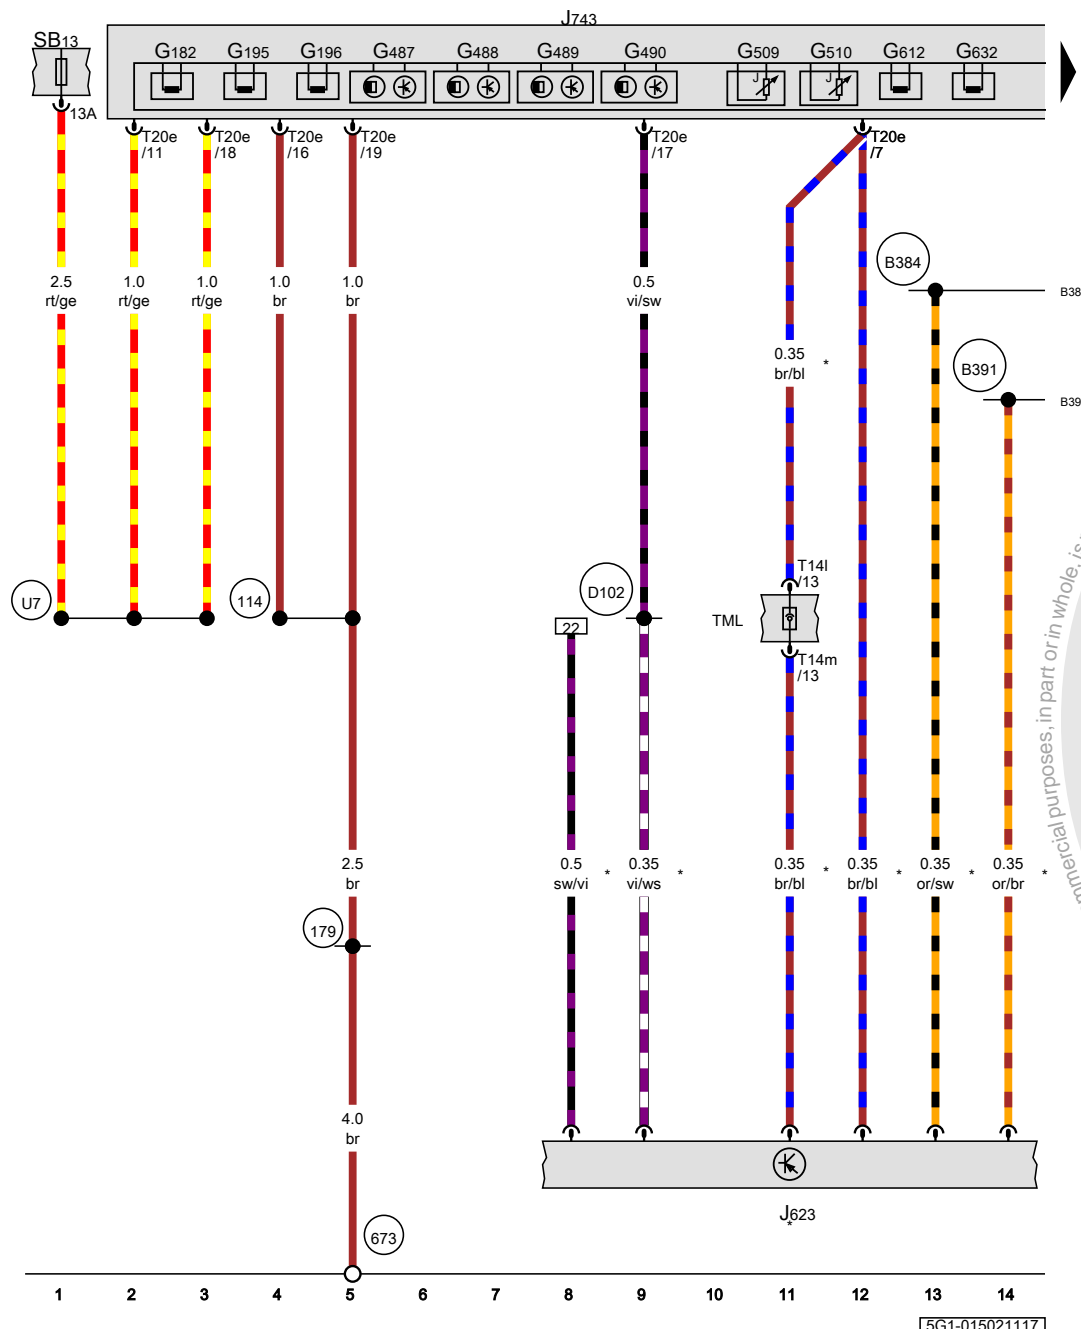 J743
SB13
G182 G195 G196 G487 G488 G489 G490 G509 G510 G612 G632
J J
13A
T20e /11
T20e /18
T20e /16
T20e /19
T20e /17
T20e /7
2.5 rt/ge
1.0 rt/ge
1.0 rt/ge
1.0 br
1.0 br
0.5 vi/sw
B384
B38
0.35 br/bl *
B391
B39
T14l /13
U7
114
D102
22
TML
T14m /13
mmercial purposes, in part or in whole, is
2.5 br
0.5 sw/vi *
0.35 vi/ws *
0.35 br/bl *
0.35 br/bl *
0.35 or/sw *
0.35 or/br *
179
4.0 br
J623
*
673
1 2 3 4 5 6 7 8 9 10 11 12 13 14
5G1-015021117